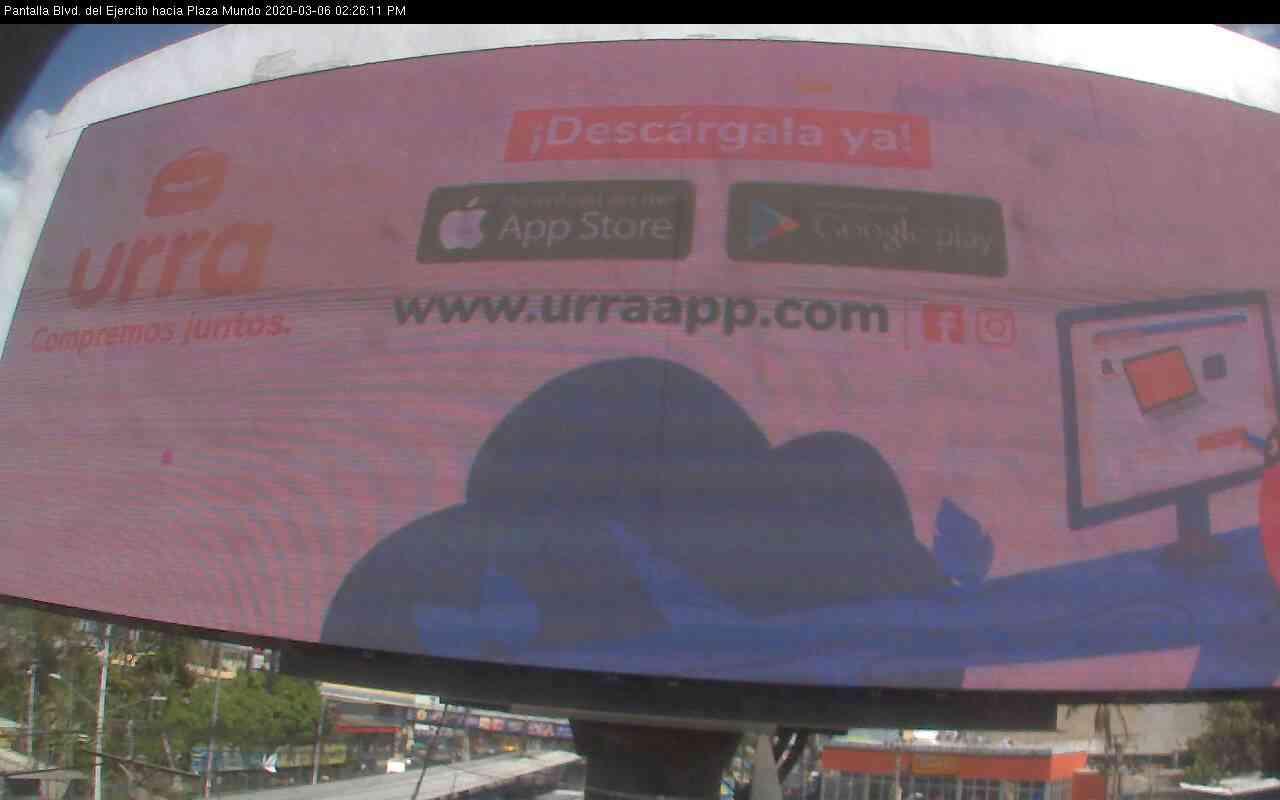 Pantalla Blvd. del Ejercito hacia Plaza Mundo 2020-03-06 02:26:11 PM
¡Descárgala ya!
App Store
Google play
urra
Compremos juntos.
www.urraapp.com